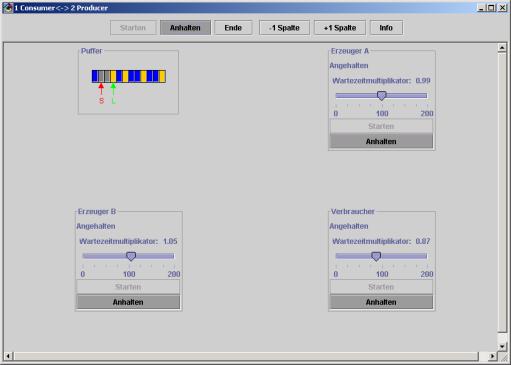 1 Consumer<-> 2 Producer
Starten Anhalten Ende -1 Spalte +1 Spalte Info
Puffer
S L
Erzeuger A
Angehalten
Wartezeitmultiplikator: 0.99
0 100 200
Starten
Anhalten
Erzeuger B
Angehalten
Wartezeitmultiplikator: 1.05
0 100 200
Starten
Anhalten
Verbraucher
Angehalten
Wartezeitmultiplikator: 0.87
0 100 200
Starten
Anhalten